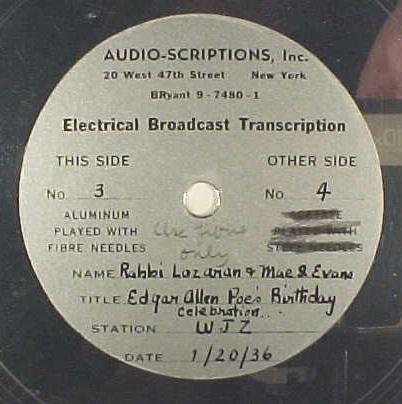 AUDIO-SCRIPTIONS, Inc.
20 West 47th Street New York
BRyant 9-7480-1
Electrical Broadcast Transcription
THIS SIDE OTHER SIDE
No. 3 No. 4
ALUMINUM ACETATE
PLAYED WITH PLAYED WITH
FIBRE NEEDLES STEEL NEEDLES
only
NAME Rabbi Lazaran & Mae S Evans
TITLE Edgar Allen Poe's Birthday
Celebration..
STATION WJZ
DATE 1/20/36